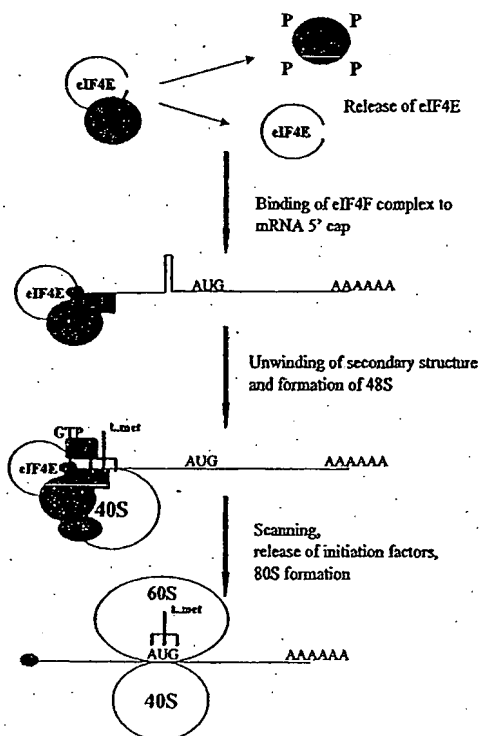 P P
eIF4E
P P
Release of eIF4E
eIF4E
Binding of eIF4F complex to
mRNA 5' cap
eIF4E
AUG
AAAAAA
Unwinding of secondary structure
and formation of 48S
GTP
t.met
eIF4E
AUG
AAAAAA
40S
Scanning,
release of initiation factors,
80S formation
60S
t.met
AUG
AAAAAA
40S